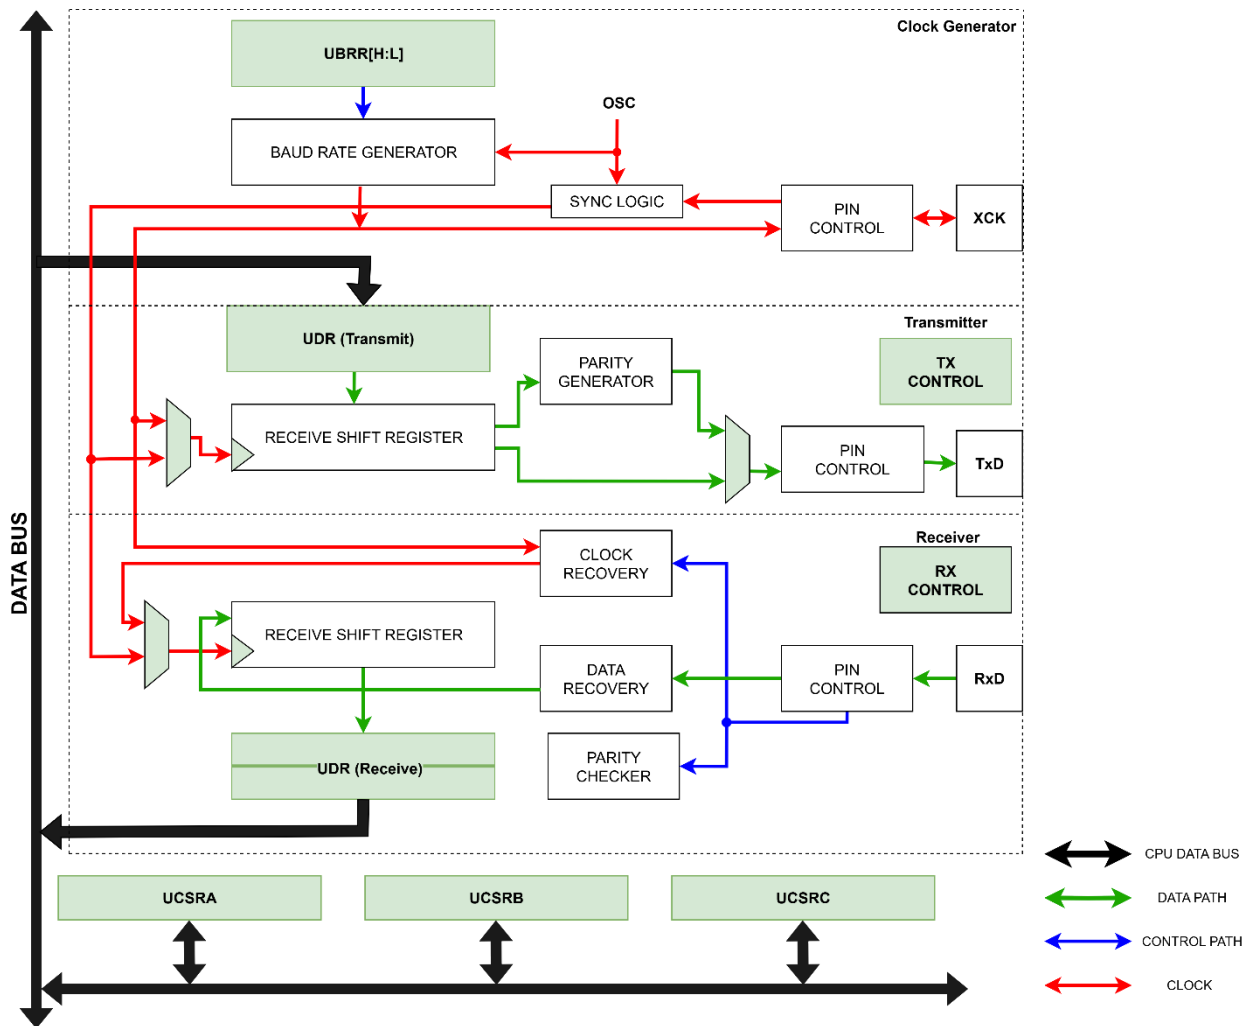 Clock Generator
UBRR[H:L]
OSC
BAUD RATE GENERATOR
SYNC LOGIC
PIN
CONTROL
XCK
Transmitter
UDR (Transmit)
PARITY
GENERATOR
TX
CONTROL
RECEIVE SHIFT REGISTER
PIN
CONTROL
TxD
DATA BUS
Receiver
CLOCK
RECOVERY
RX
CONTROL
RECEIVE SHIFT REGISTER
DATA
RECOVERY
PIN
CONTROL
RxD
UDR (Receive)
PARITY
CHECKER
CPU DATA BUS
UCSRA
UCSRB
UCSRC
DATA PATH
CONTROL PATH
CLOCK